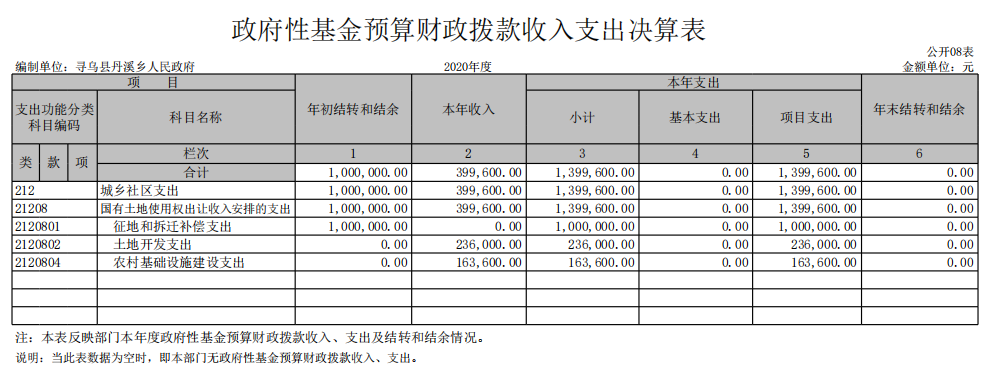 政府性基金预算财政拨款收入支出决算表
公开08表
编制单位：寻乌县丹溪乡人民政府 2020年度 金额单位：元
项 目 年初结转和结余 本年收入 本年支出 年末结转和结余
支出功能分类科目编码 科目名称 小计 基本支出 项目支出
类 款 项 栏次 1 2 3 4 5 6
合计 1,000,000.00 399,600.00 1,399,600.00 0.00 1,399,600.00 0.00
212 城乡社区支出 1,000,000.00 399,600.00 1,399,600.00 0.00 1,399,600.00 0.00
21208 国有土地使用权出让收入安排的支出 1,000,000.00 399,600.00 1,399,600.00 0.00 1,399,600.00 0.00
2120801 征地和拆迁补偿支出 1,000,000.00 0.00 1,000,000.00 0.00 1,000,000.00 0.00
2120802 土地开发支出 0.00 236,000.00 236,000.00 0.00 236,000.00 0.00
2120804 农村基础设施建设支出 0.00 163,600.00 163,600.00 0.00 163,600.00 0.00
注：本表反映部门本年度政府性基金预算财政拨款收入、支出及结转和结余情况。
说明：当此表数据为空时，即本部门无政府性基金预算财政拨款收入、支出。